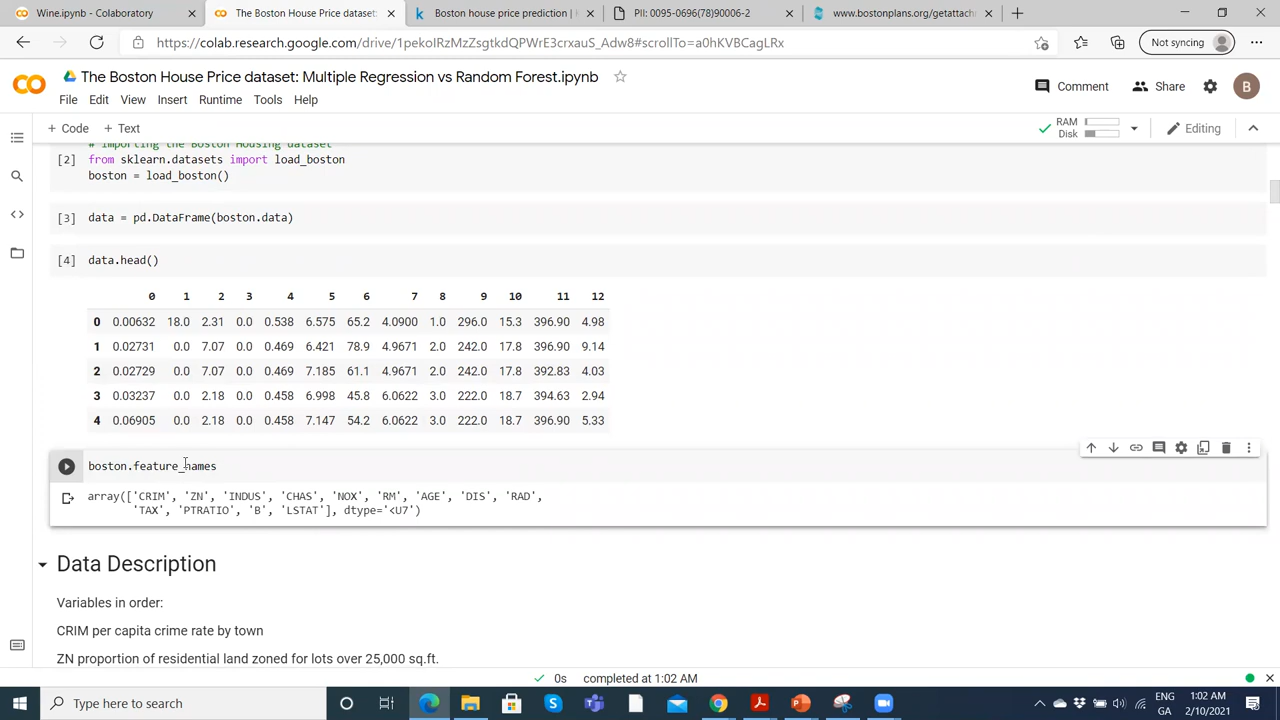 Wine.ipynb - Colaboratory
The Boston House Price dataset:
Boston house price prediction |
PII: 0095-0696(78)90006-2
www.bostonplans.org/getattachm
https://colab.research.google.com/drive/1pekoIRzMzZsgtkdQPWrE3crxauS_Adw8#scrollTo=a0hKVBCagLRx
Not syncing
The Boston House Price dataset: Multiple Regression vs Random Forest.ipynb
Comment
Share
B
File Edit View Insert Runtime Tools Help
+ Code + Text
RAM
Disk
Editing
# importing the Boston Housing dataset
[2] from sklearn.datasets import load_boston
boston = load_boston()
[3] data = pd.DataFrame(boston.data)
[4] data.head()
0 1 2 3 4 5 6 7 8 9 10 11 12
0 0.00632 18.0 2.31 0.0 0.538 6.575 65.2 4.0900 1.0 296.0 15.3 396.90 4.98
1 0.02731 0.0 7.07 0.0 0.469 6.421 78.9 4.9671 2.0 242.0 17.8 396.90 9.14
2 0.02729 0.0 7.07 0.0 0.469 7.185 61.1 4.9671 2.0 242.0 17.8 392.83 4.03
3 0.03237 0.0 2.18 0.0 0.458 6.998 45.8 6.0622 3.0 222.0 18.7 394.63 2.94
4 0.06905 0.0 2.18 0.0 0.458 7.147 54.2 6.0622 3.0 222.0 18.7 396.90 5.33
boston.feature_names
array(['CRIM', 'ZN', 'INDUS', 'CHAS', 'NOX', 'RM', 'AGE', 'DIS', 'RAD',
'TAX', 'PTRATIO', 'B', 'LSTAT'], dtype='<U7')
Data Description
Variables in order:
CRIM per capita crime rate by town
ZN proportion of residential land zoned for lots over 25,000 sq.ft.
0s completed at 1:02 AM
Type here to search
ENG
GA
1:02 AM
2/10/2021